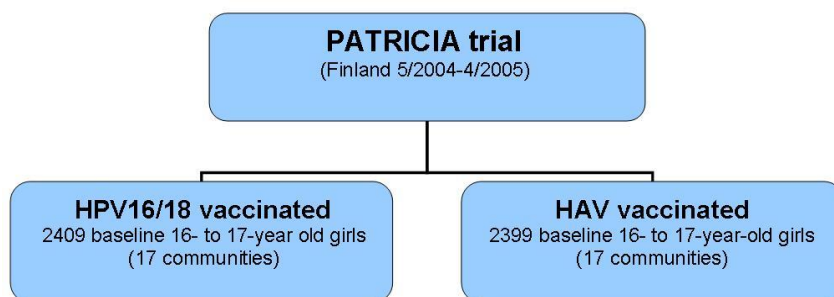 PATRICIA trial
(Finland 5/2004-4/2005)
HPV16/18 vaccinated
2409 baseline 16- to 17-year old girls
(17 communities)
HAV vaccinated
2399 baseline 16- to 17-year-old girls
(17 communities)